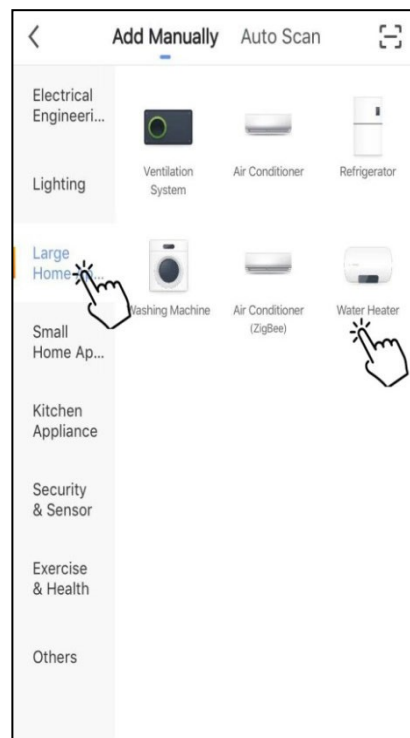 Add Manually Auto Scan
Electrical
Engineeri...
Lighting
Large
Home
Small
Home Ap...
Kitchen
Appliance
Security
& Sensor
Exercise
& Health
Others
Ventilation
System
Air Conditioner
Refrigerator
Washing Machine
Air Conditioner
(ZigBee)
Water Heater